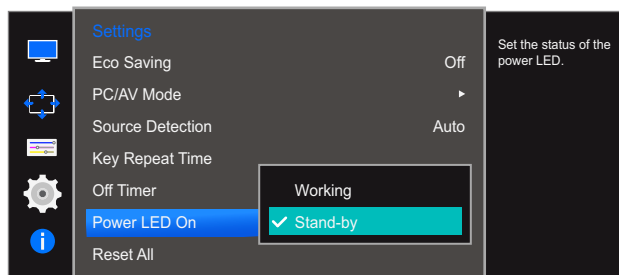 Settings
Eco Saving Off
PC/AV Mode
Source Detection Auto
Key Repeat Time
Off Timer
Power LED On
Reset All
Working
Stand-by
Set the status of the
power LED.